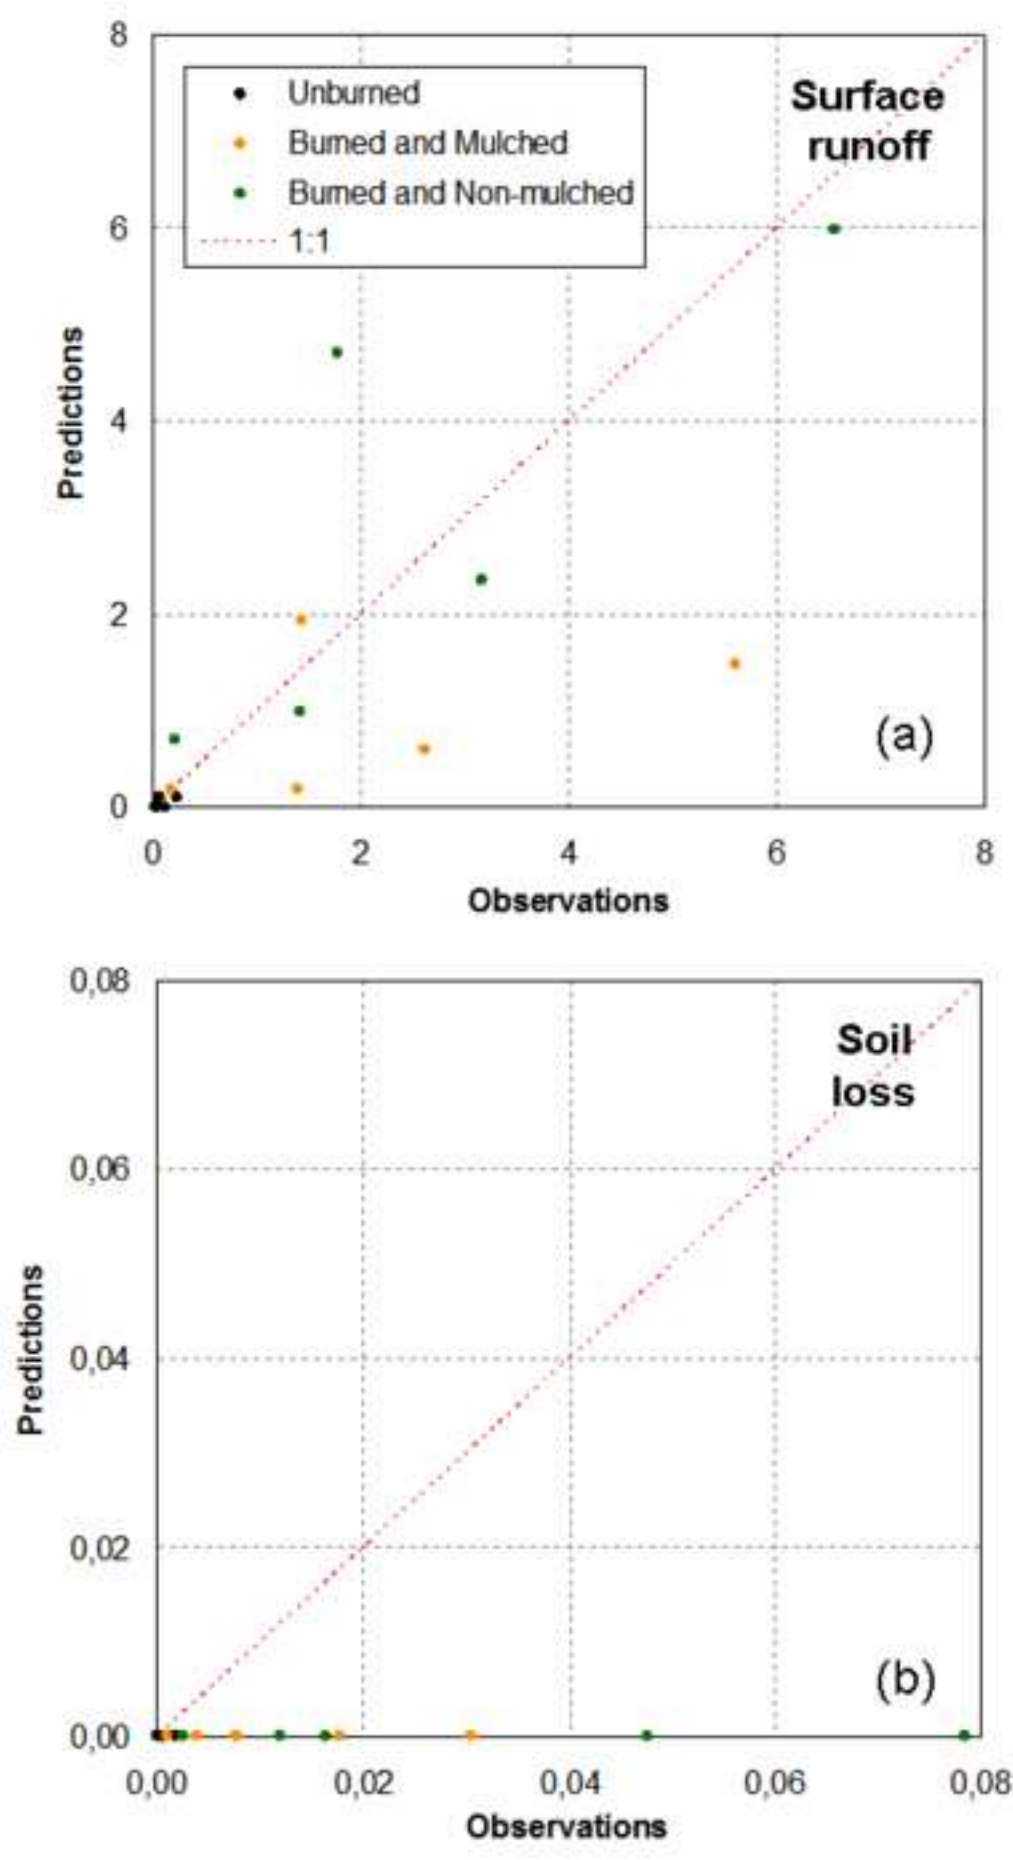 8
Unburned
Burned and Mulched
Burned and Non-mulched
1:1
Surface
runoff
6
4
2
0
Predictions
(a)
0 2 4 6 8
Observations
0,08
Soil
loss
0,06
0,04
0,02
0,00
Predictions
(b)
0,00 0,02 0,04 0,06 0,08
Observations